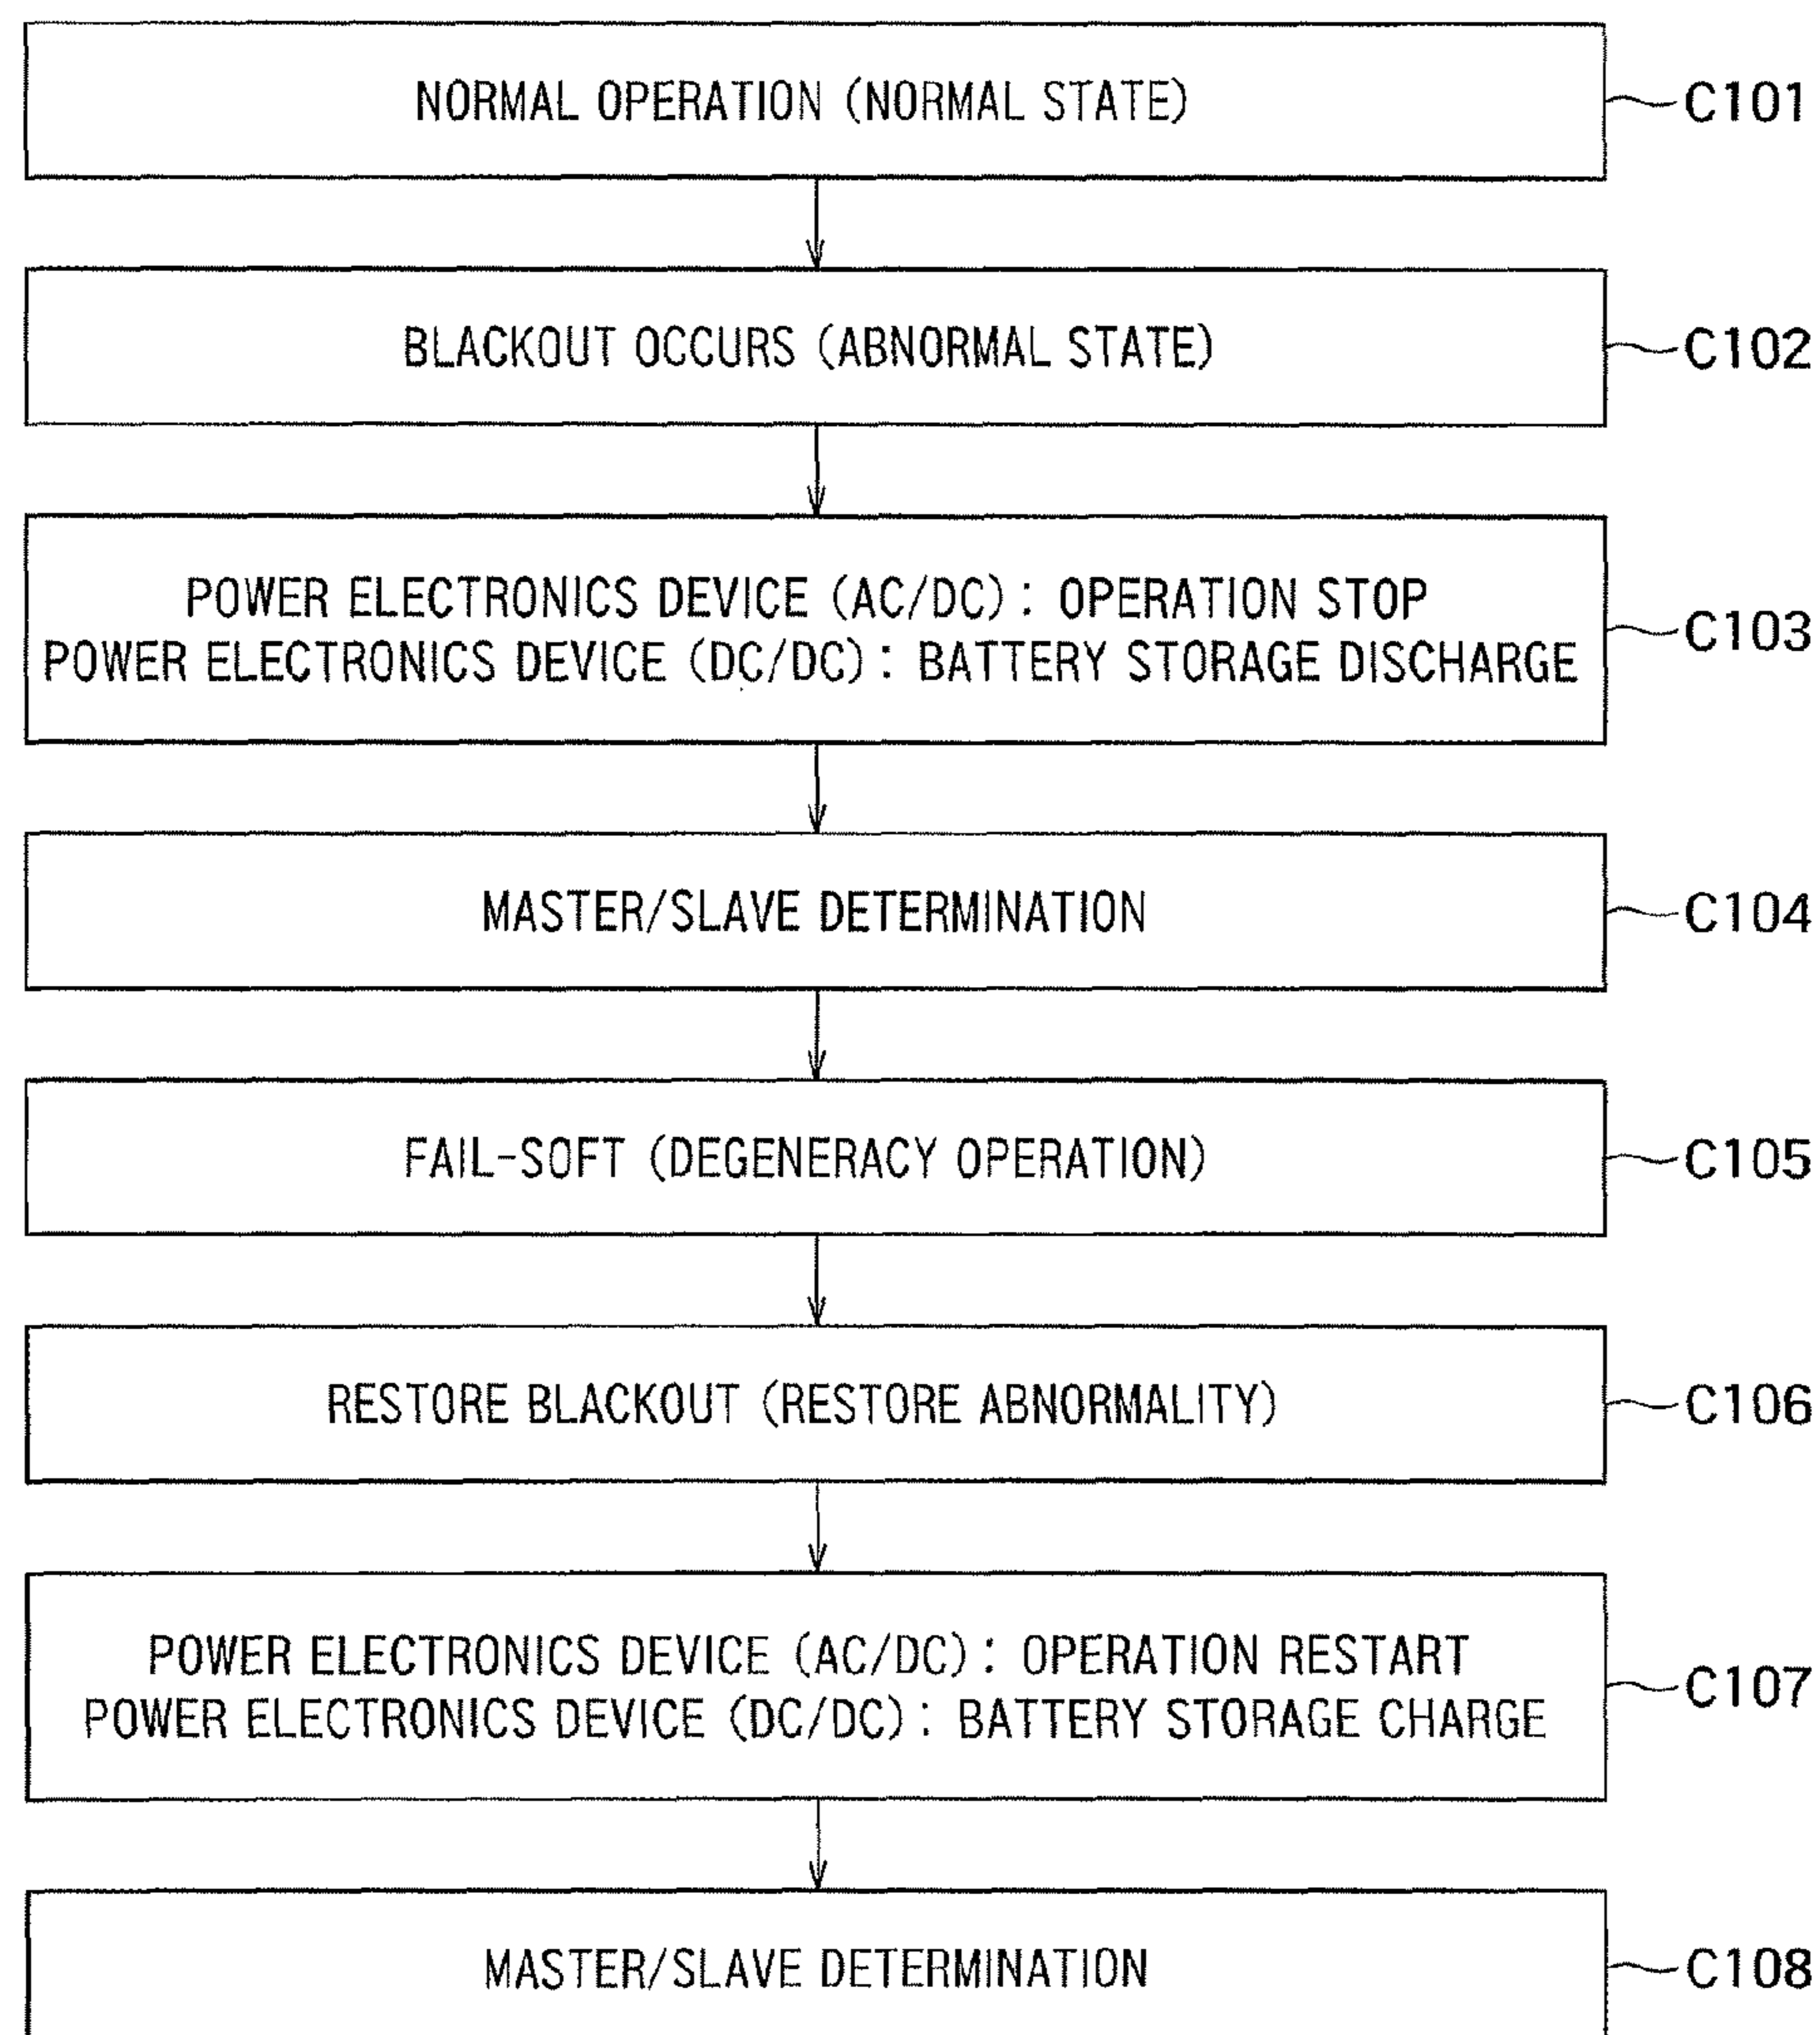 NORMAL OPERATION (NORMAL STATE)
C101
BLACKOUT OCCURS (ABNORMAL STATE)
C102
POWER ELECTRONICS DEVICE (AC/DC): OPERATION STOP
POWER ELECTRONICS DEVICE (DC/DC): BATTERY STORAGE DISCHARGE
C103
MASTER/SLAVE DETERMINATION
C104
FAIL-SOFT (DEGENERACY OPERATION)
C105
RESTORE BLACKOUT (RESTORE ABNORMALITY)
C106
POWER ELECTRONICS DEVICE (AC/DC): OPERATION RESTART
POWER ELECTRONICS DEVICE (DC/DC): BATTERY STORAGE CHARGE
C107
MASTER/SLAVE DETERMINATION
C108